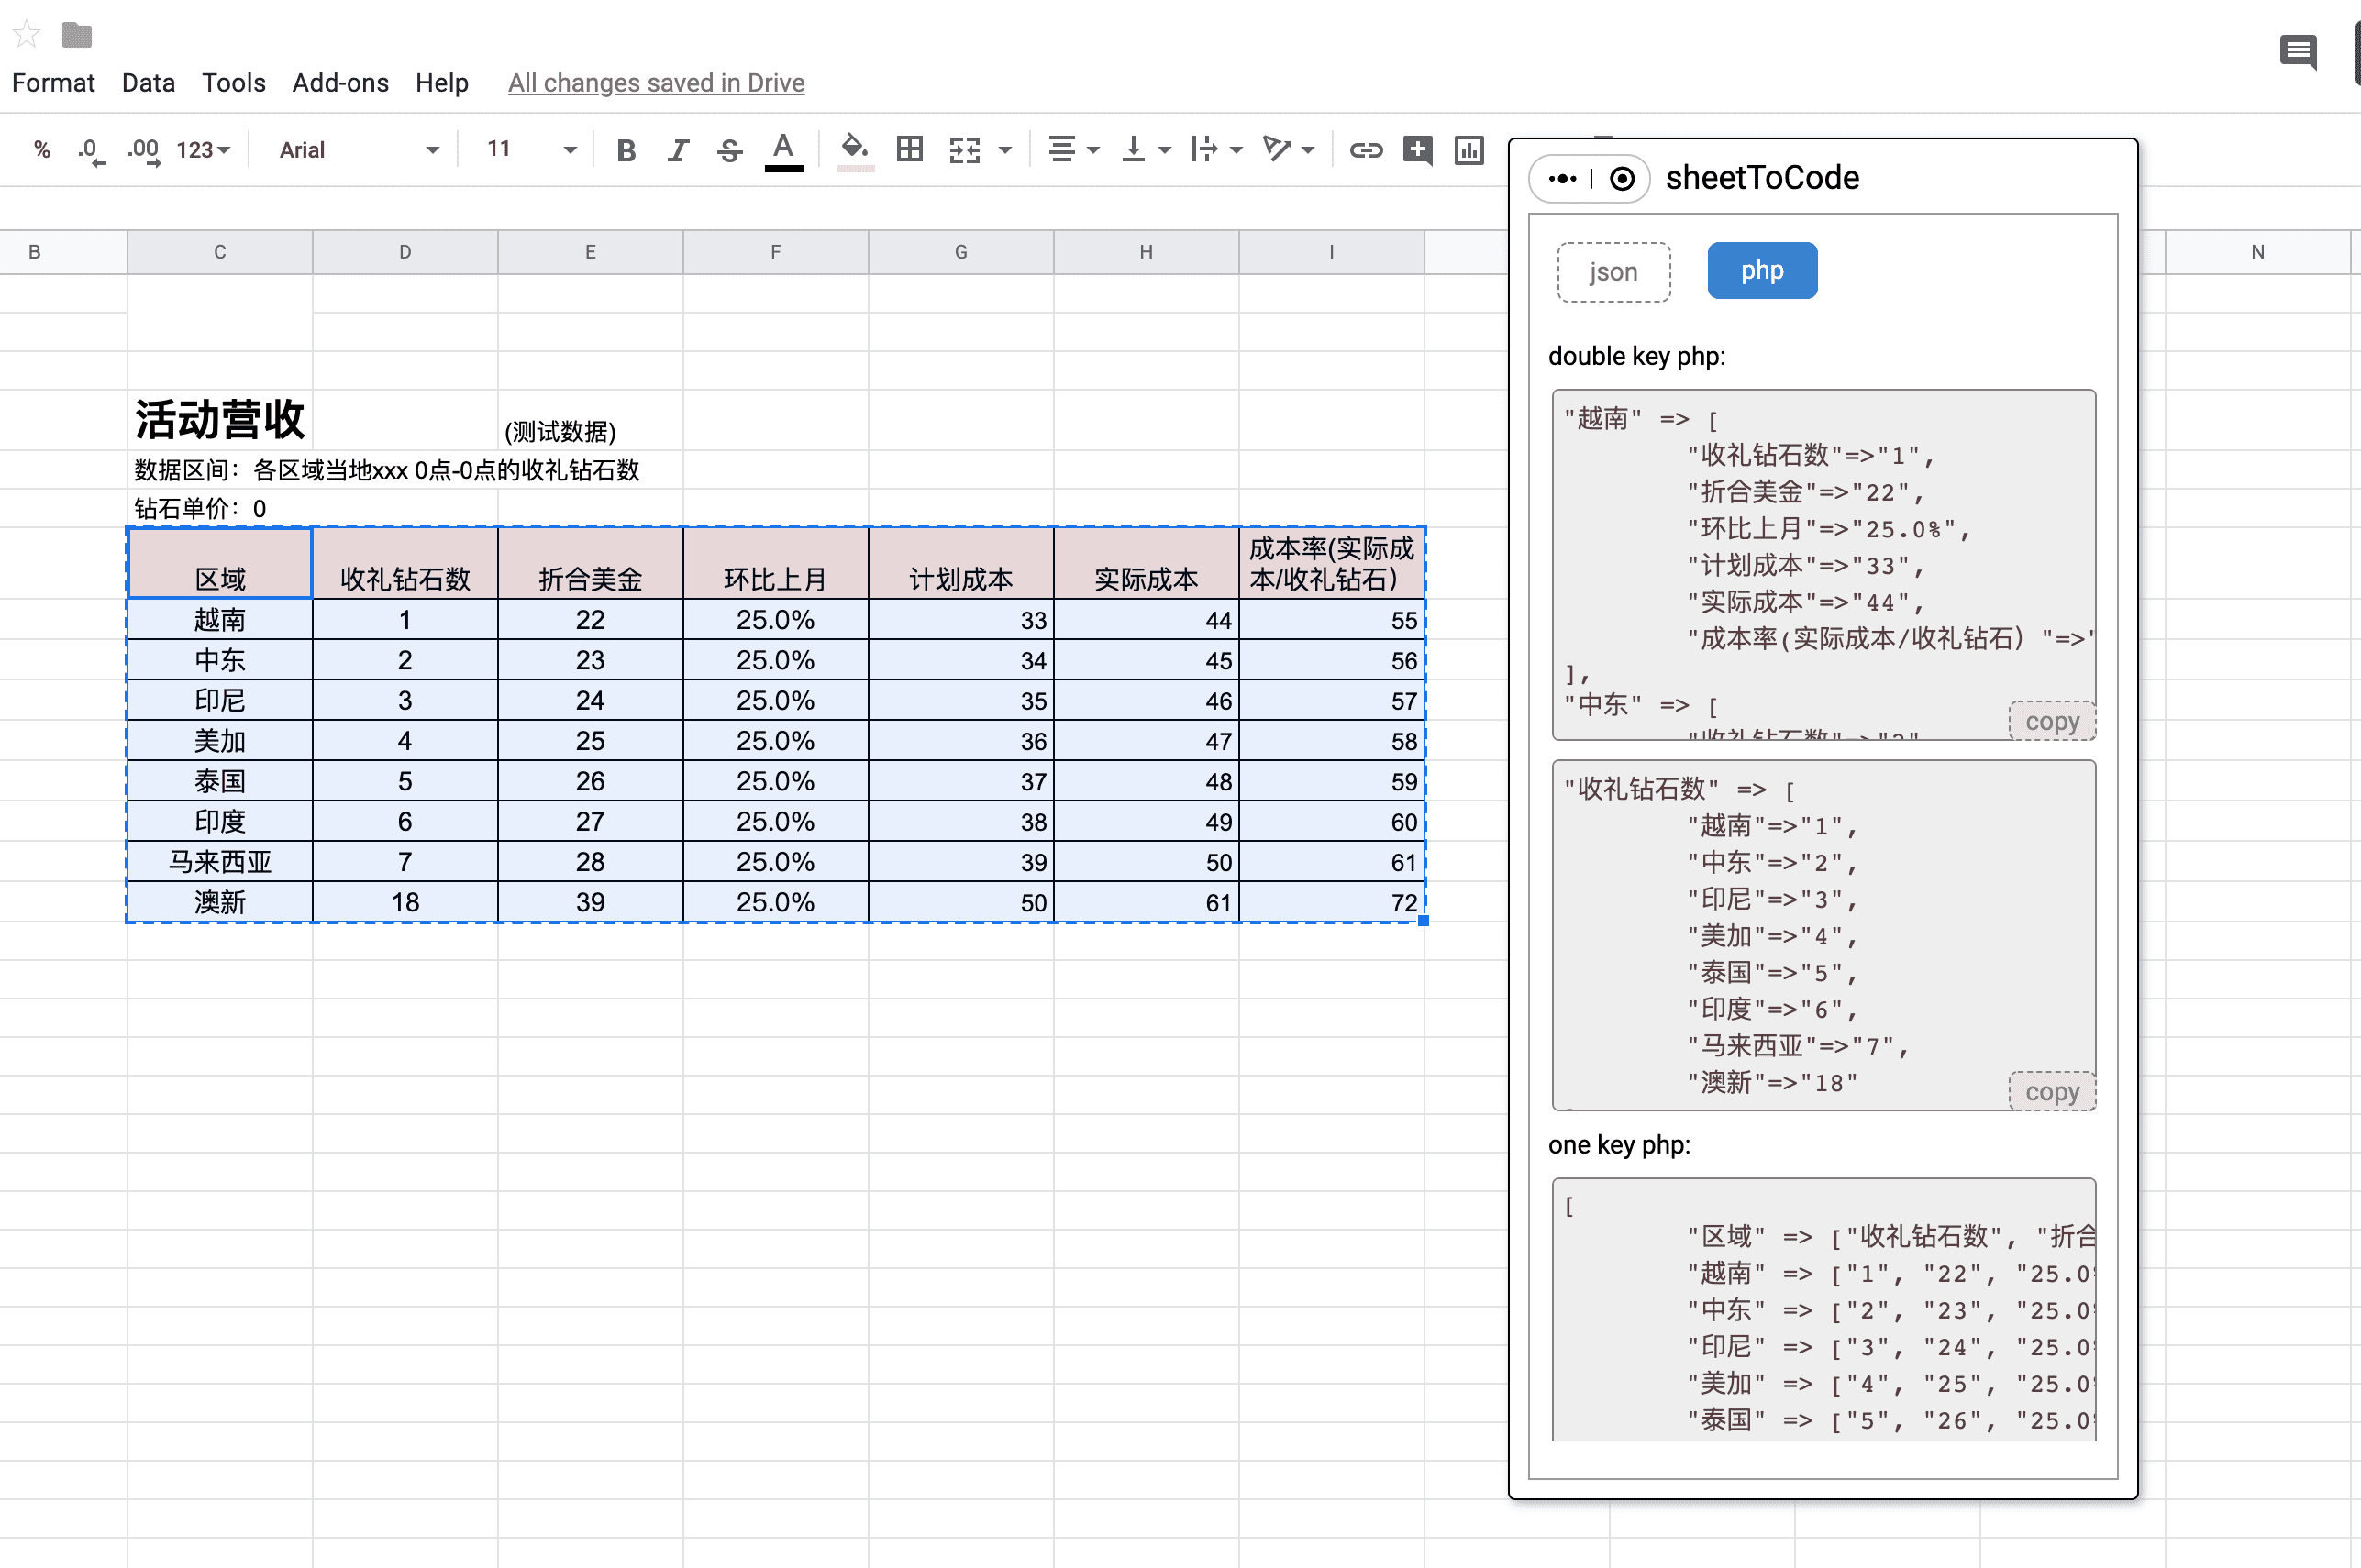 Format Data Tools Add-ons Help All changes saved in Drive
% .0 .00 123 Arial 11 B I S A
B C D E F G H I N
活动营收 (测试数据)
数据区间：各区域当地xxx 0点-0点的收礼钻石数
钻石单价：0
区域 收礼钻石数 折合美金 环比上月 计划成本 实际成本 成本率(实际成
本/收礼钻石）
越南 1 22 25.0% 33 44 55
中东 2 23 25.0% 34 45 56
印尼 3 24 25.0% 35 46 57
美加 4 25 25.0% 36 47 58
泰国 5 26 25.0% 37 48 59
印度 6 27 25.0% 38 49 60
马来西亚 7 28 25.0% 39 50 61
澳新 18 39 25.0% 50 61 72
sheetToCode
json php
double key php:
"越南" => [
"收礼钻石数"=>"1",
"折合美金"=>"22",
"环比上月"=>"25.0%",
"计划成本"=>"33",
"实际成本"=>"44",
"成本率(实际成本/收礼钻石）"=>"
],
"中东" => [
copy
"收礼钻石数" => [
"越南"=>"1",
"中东"=>"2",
"印尼"=>"3",
"美加"=>"4",
"泰国"=>"5",
"印度"=>"6",
"马来西亚"=>"7",
"澳新"=>"18"
copy
one key php:
[
"区域" => ["收礼钻石数", "折合
"越南" => ["1", "22", "25.0
"中东" => ["2", "23", "25.0
"印尼" => ["3", "24", "25.0
"美加" => ["4", "25", "25.0
"泰国" => ["5", "26", "25.0